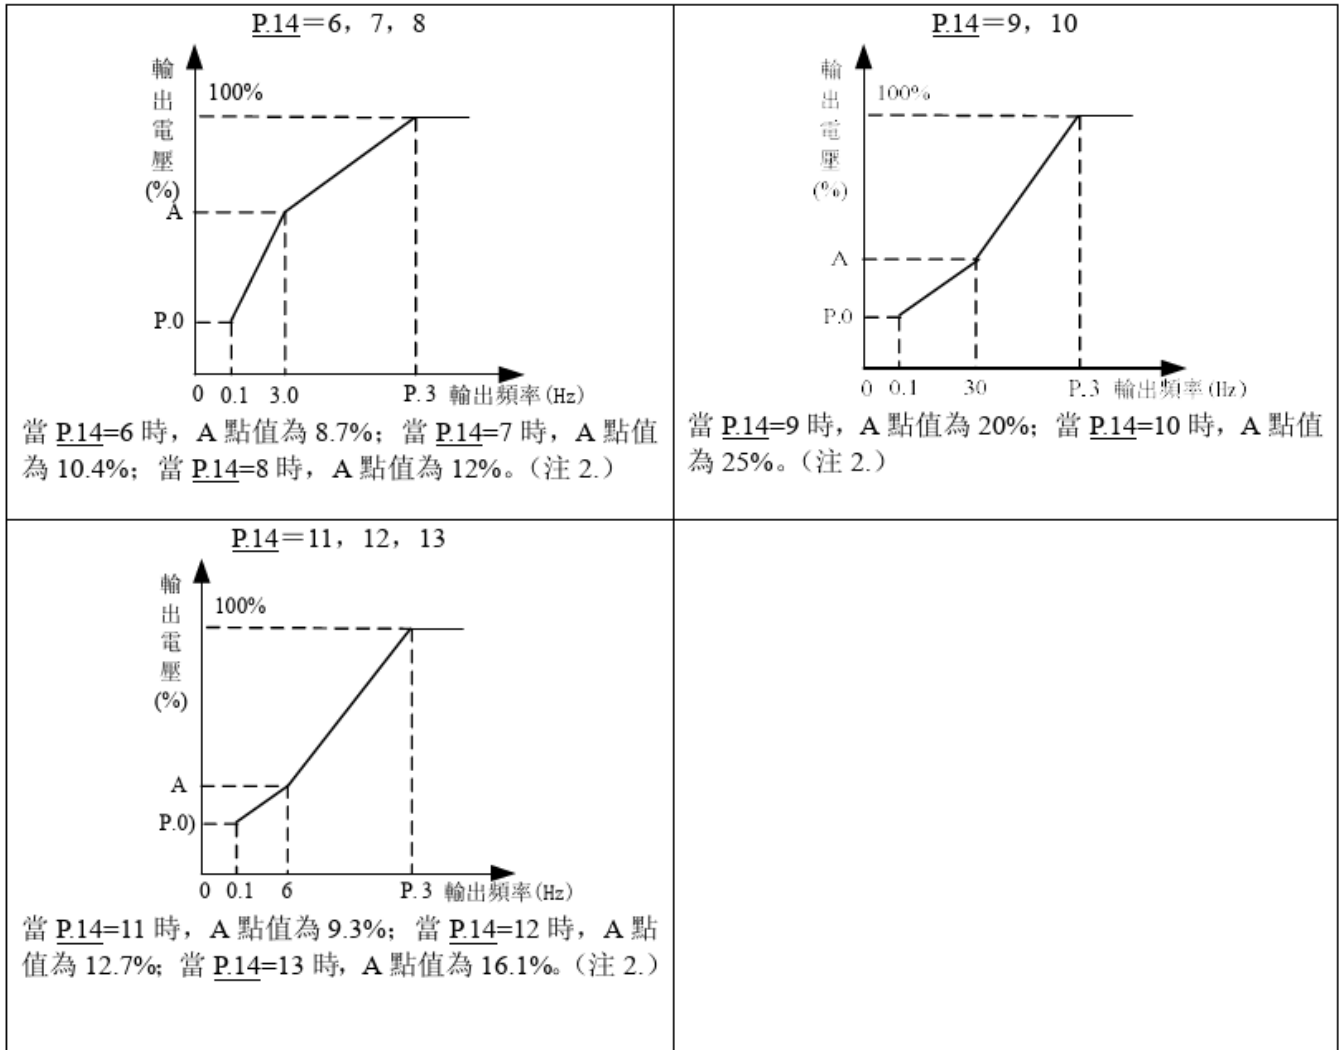 P.14＝6，7，8
輸
出
電
壓
(%)
100%
A
P.0
0 0.1 3.0 P.3 輸出頻率(Hz)
當 P.14=6 時，A 點值為 8.7%；當 P.14=7 時，A 點值
為 10.4%；當 P.14=8 時，A 點值為 12%。（注 2.）
P.14＝9，10
輸
出
電
壓
(%)
100%
A
P.0
0 0.1 30 P.3 輸出頻率(Hz)
當 P.14=9 時，A 點值為 20%；當 P.14=10 時，A 點值
為 25%。（注 2.）
P.14＝11，12，13
輸
出
電
壓
(%)
100%
A
P.0)
0 0.1 6 P.3 輸出頻率(Hz)
當 P.14=11 時，A 點值為 9.3%；當 P.14=12 時，A 點
值為 12.7%；當 P.14=13 時，A 點值為 16.1%。（注 2.）